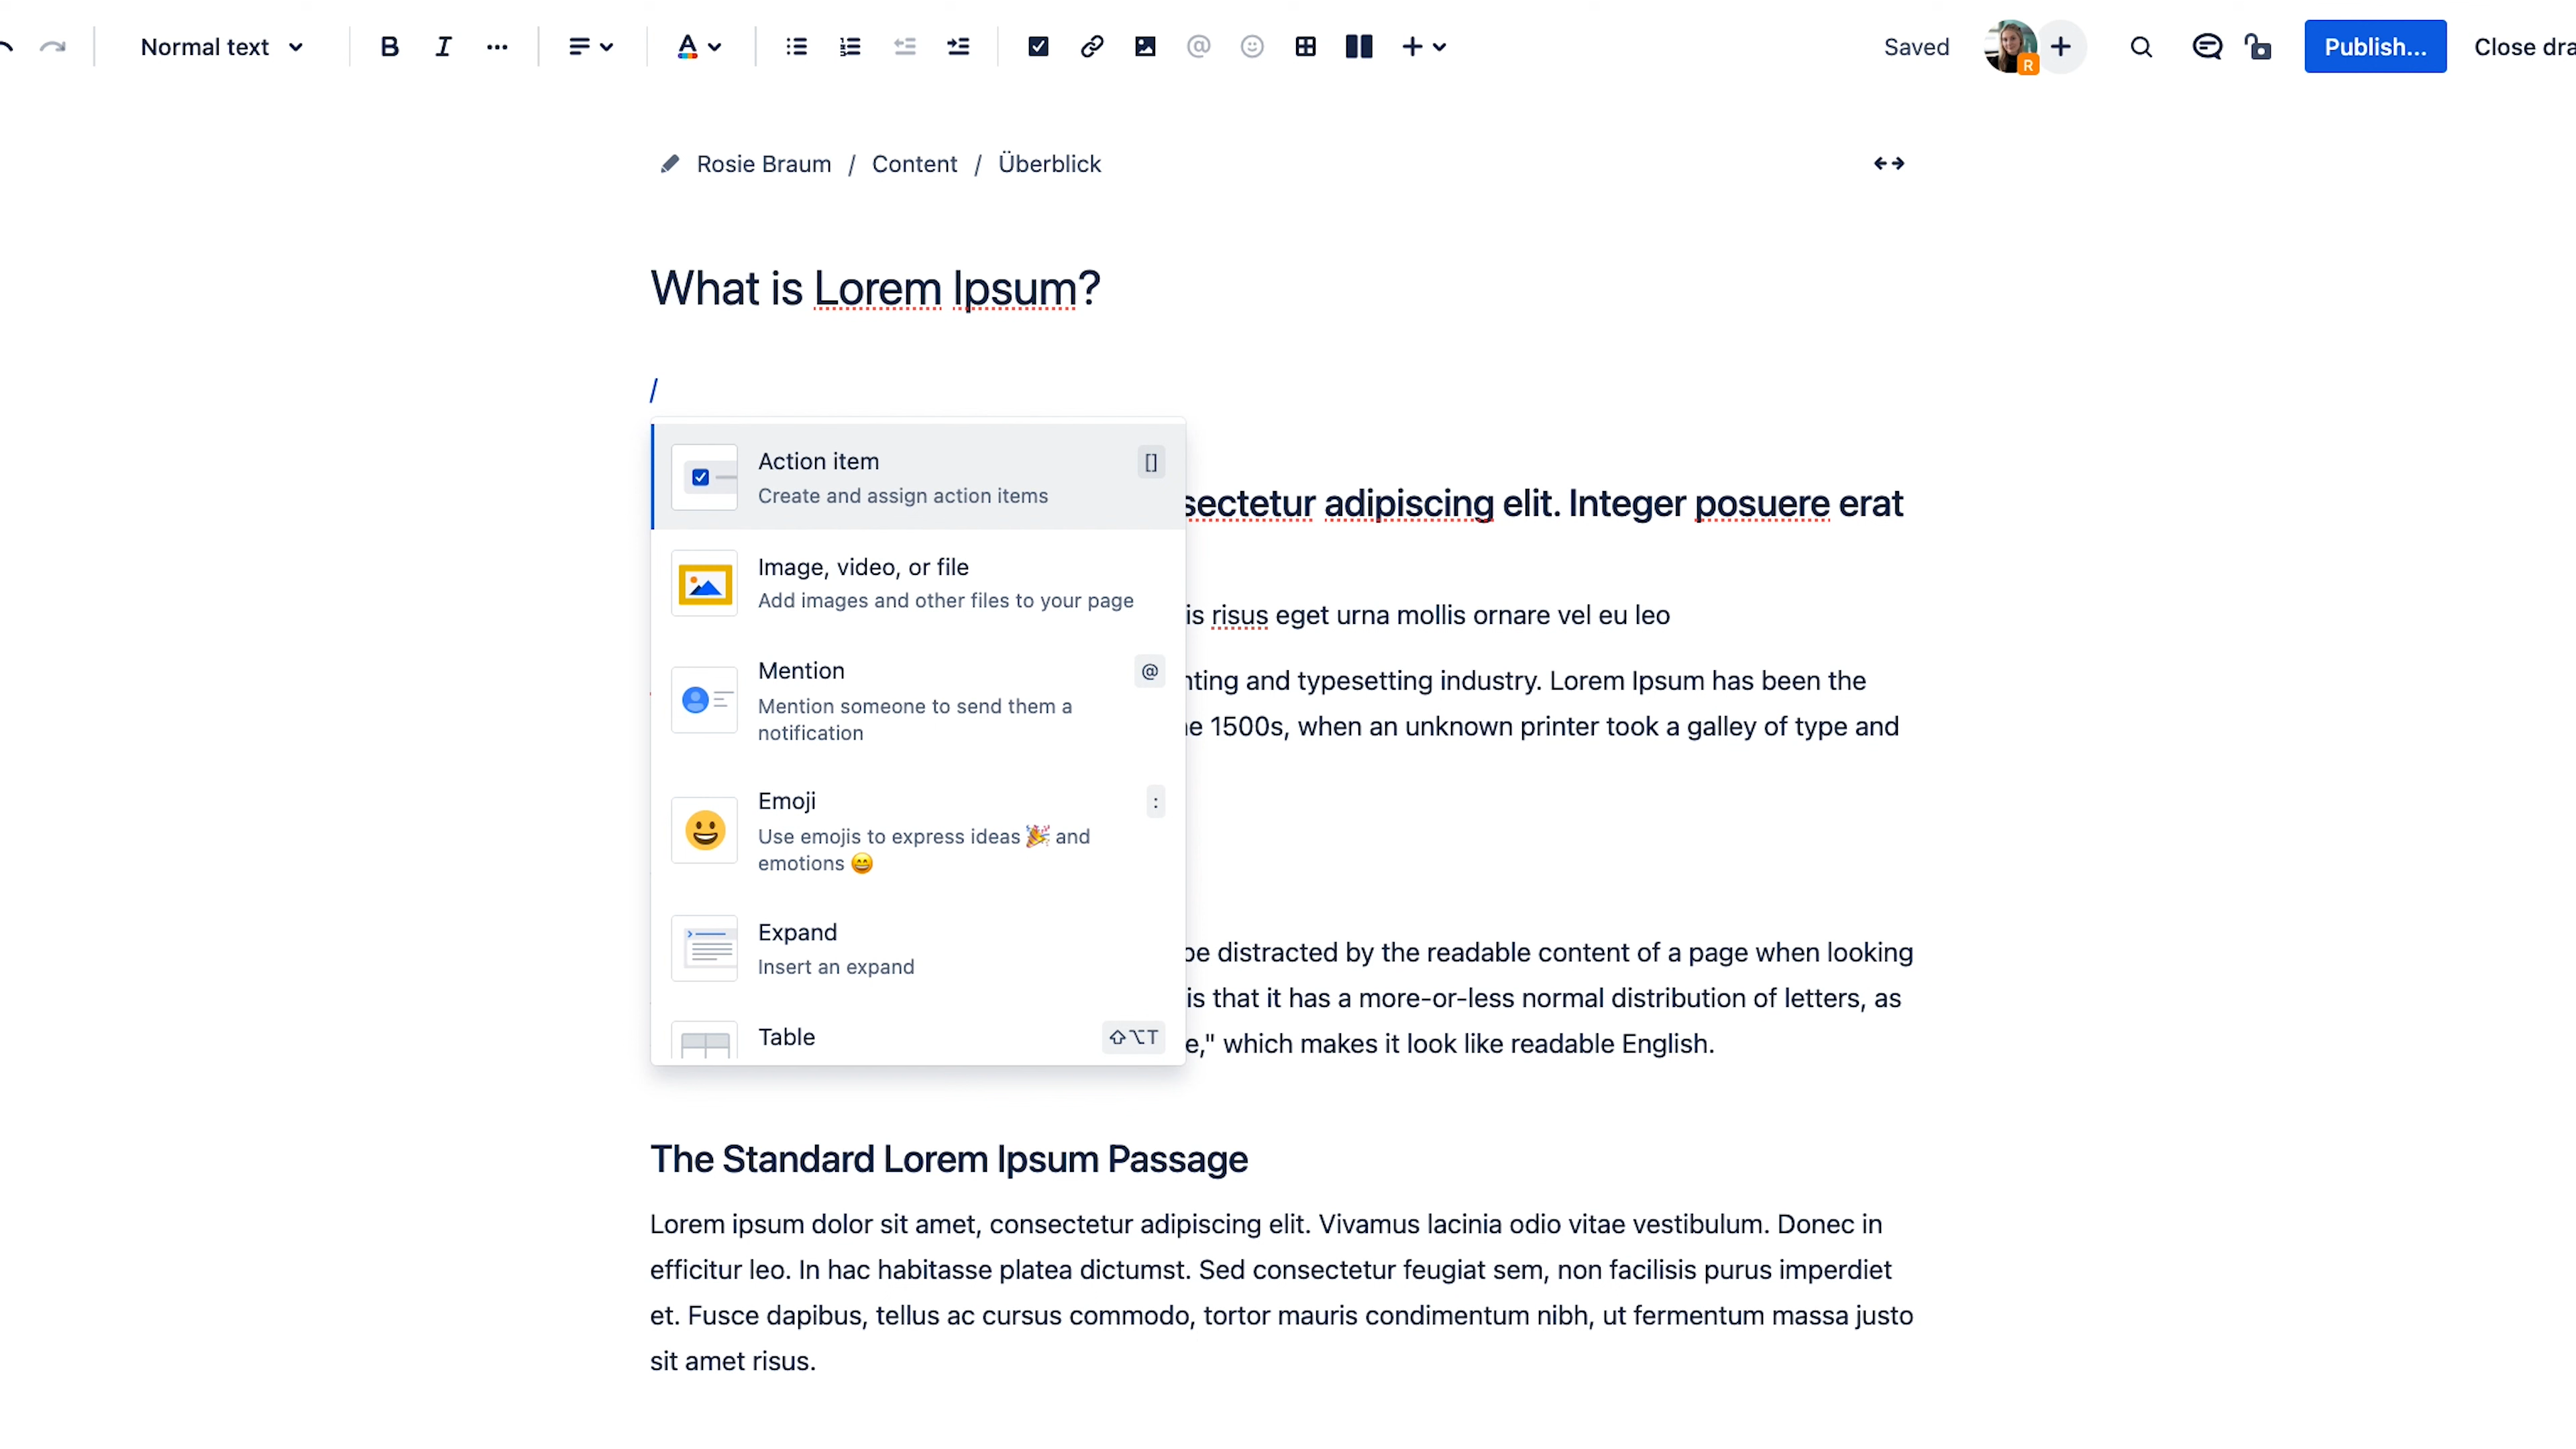 Normal text
B I ...
A
Saved
R
Publish...
Close dra
Rosie Braum / Content / Überblick
What is Lorem Ipsum?
/
Action item []
Create and assign action items
sectetur adipiscing elit. Integer posuere erat
Image, video, or file
Add images and other files to your page
is risus eget urna mollis ornare vel eu leo
Mention @
Mention someone to send them a
notification
nting and typesetting industry. Lorem Ipsum has been the
1500s, when an unknown printer took a galley of type and
Emoji :
Use emojis to express ideas 🎉 and
emotions 😄
Expand
Insert an expand
be distracted by the readable content of a page when looking
is that it has a more-or-less normal distribution of letters, as
Table ⇧⌥T
e," which makes it look like readable English.
The Standard Lorem Ipsum Passage
Lorem ipsum dolor sit amet, consectetur adipiscing elit. Vivamus lacinia odio vitae vestibulum. Donec in
efficitur leo. In hac habitasse platea dictumst. Sed consectetur feugiat sem, non facilisis purus imperdiet
et. Fusce dapibus, tellus ac cursus commodo, tortor mauris condimentum nibh, ut fermentum massa justo
sit amet risus.